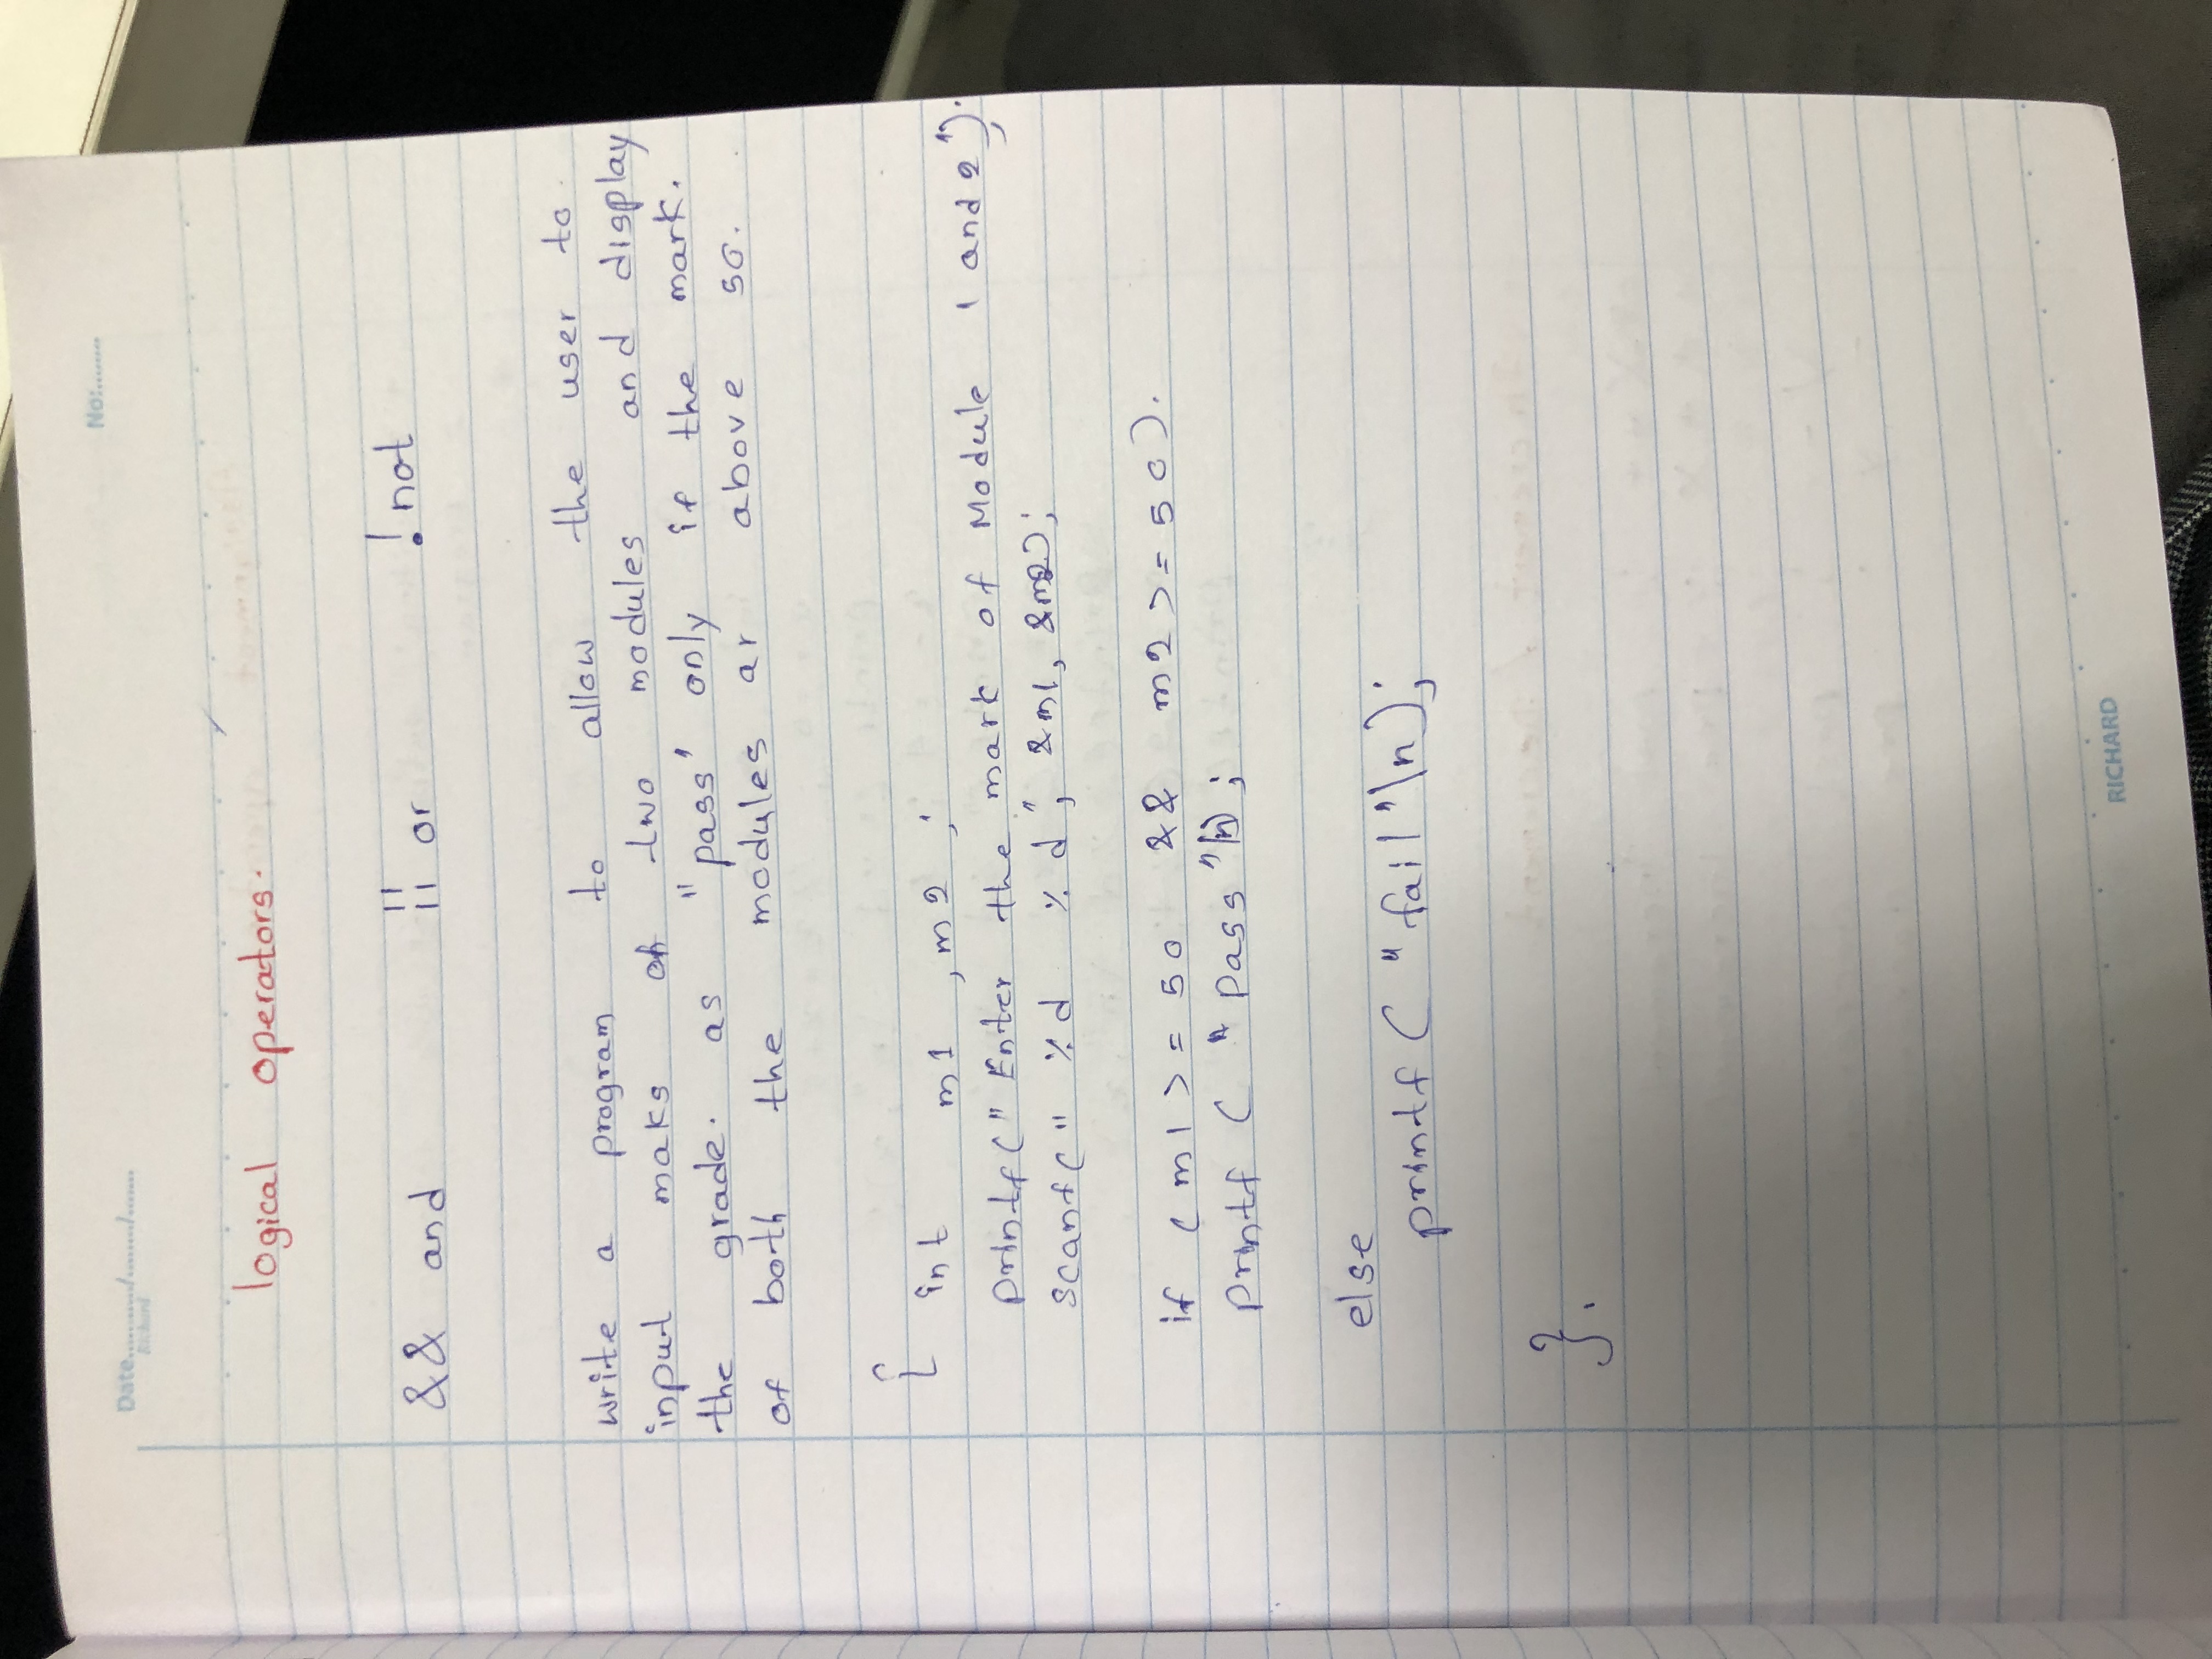 Date............/......../.......
Richard
No:........
logical operators.
&& and || or ! not
write a program to allow the user to
input maks of two modules and display
the grade. as "pass" only if the mark.
of both the modules ar above 50.
{
int m1 , m2 ;
printf(" Enter the mark of Module 1 and 2");
scanf(" %d %d", &m1, &m2);
if (m1 >= 50 && m2 >= 50).
printf ( " Pass "\n);
else
printf ( " fail "\n);
}.
RICHARD